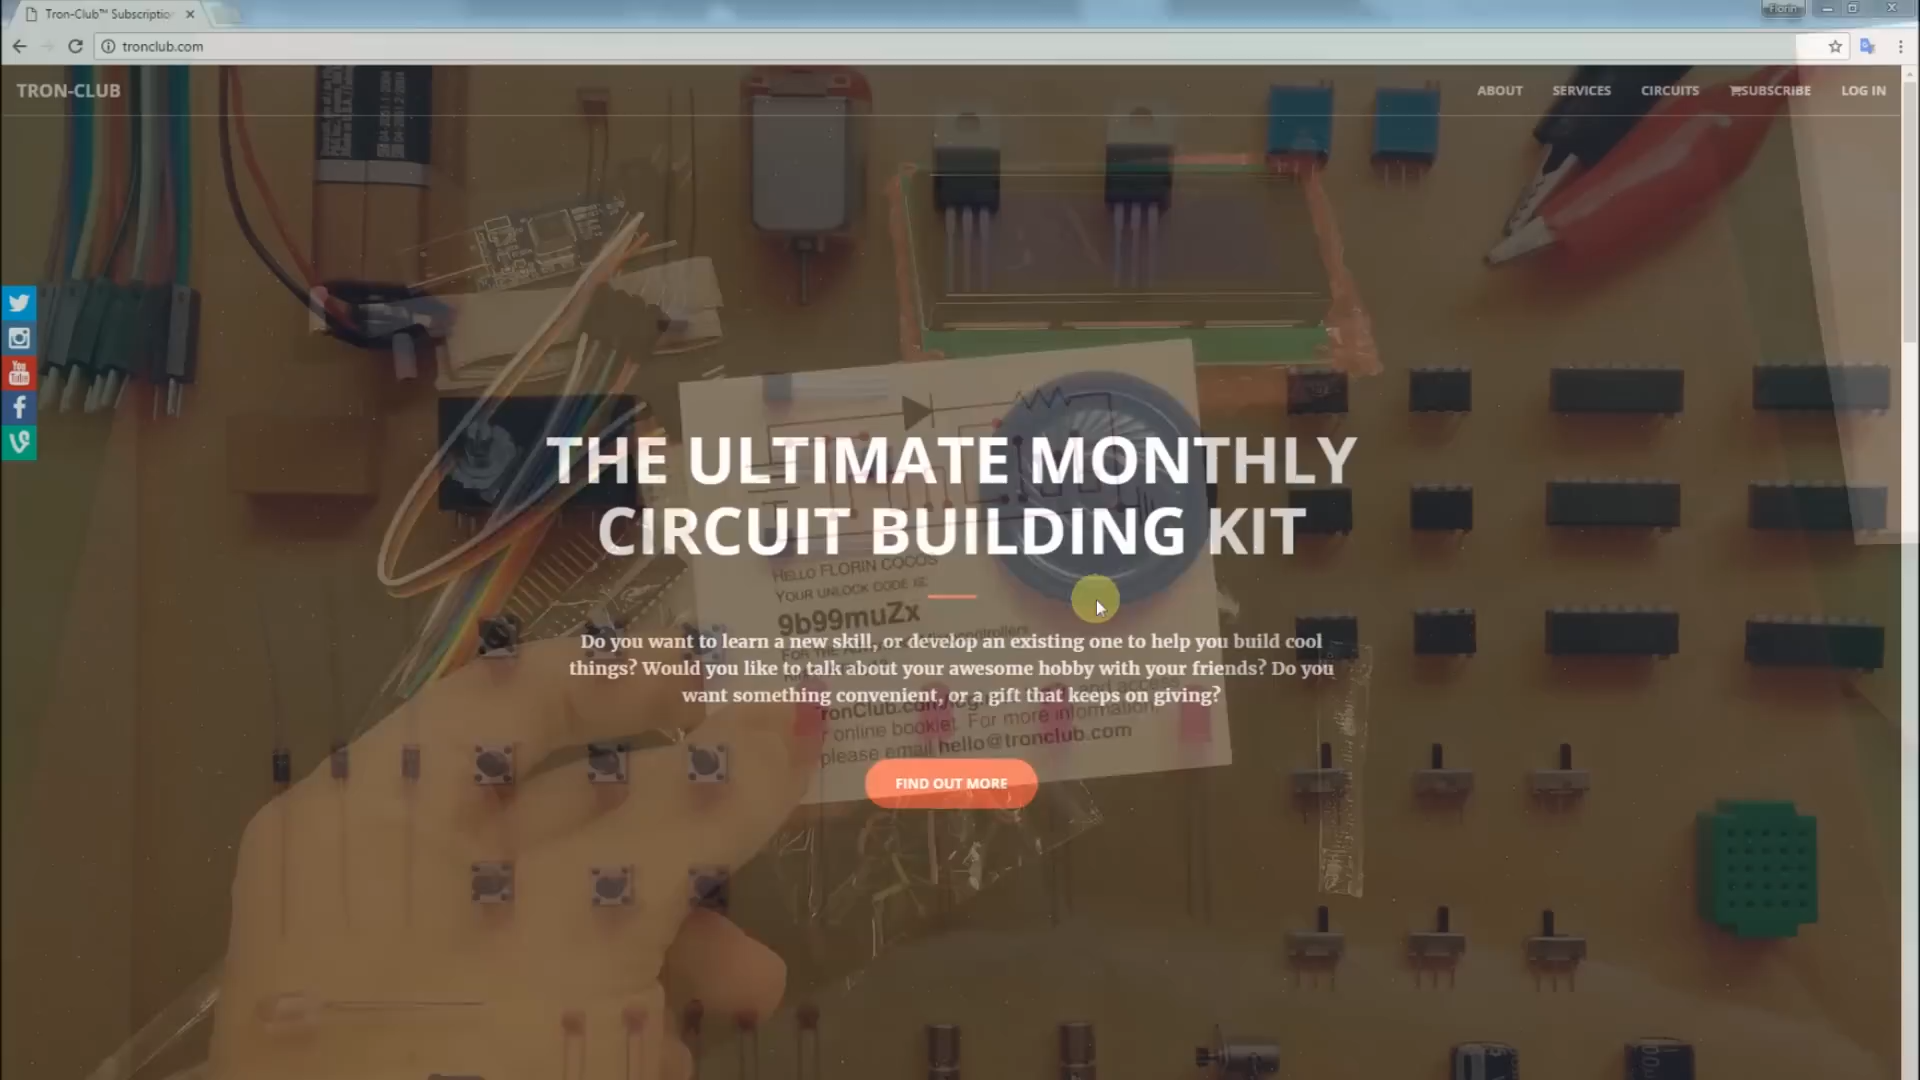 Tron-Club™ Subscriptio
Florin
tronclub.com
TRON-CLUB
ABOUT
SERVICES
CIRCUITS
SUBSCRIBE
LOG IN
You
Tube
THE ULTIMATE MONTHLY
CIRCUIT BUILDING KIT
HELLO FLORIN COCOS
YOUR UNLOCK CODE IS:
9b99muZx
Do you want to learn a new skill, or develop an existing one to help you build cool
things? Would you like to talk about your awesome hobby with your friends? Do you
want something convenient, or a gift that keeps on giving?
r online booklet. For more information
please email hello@tronclub.com
FIND OUT MORE